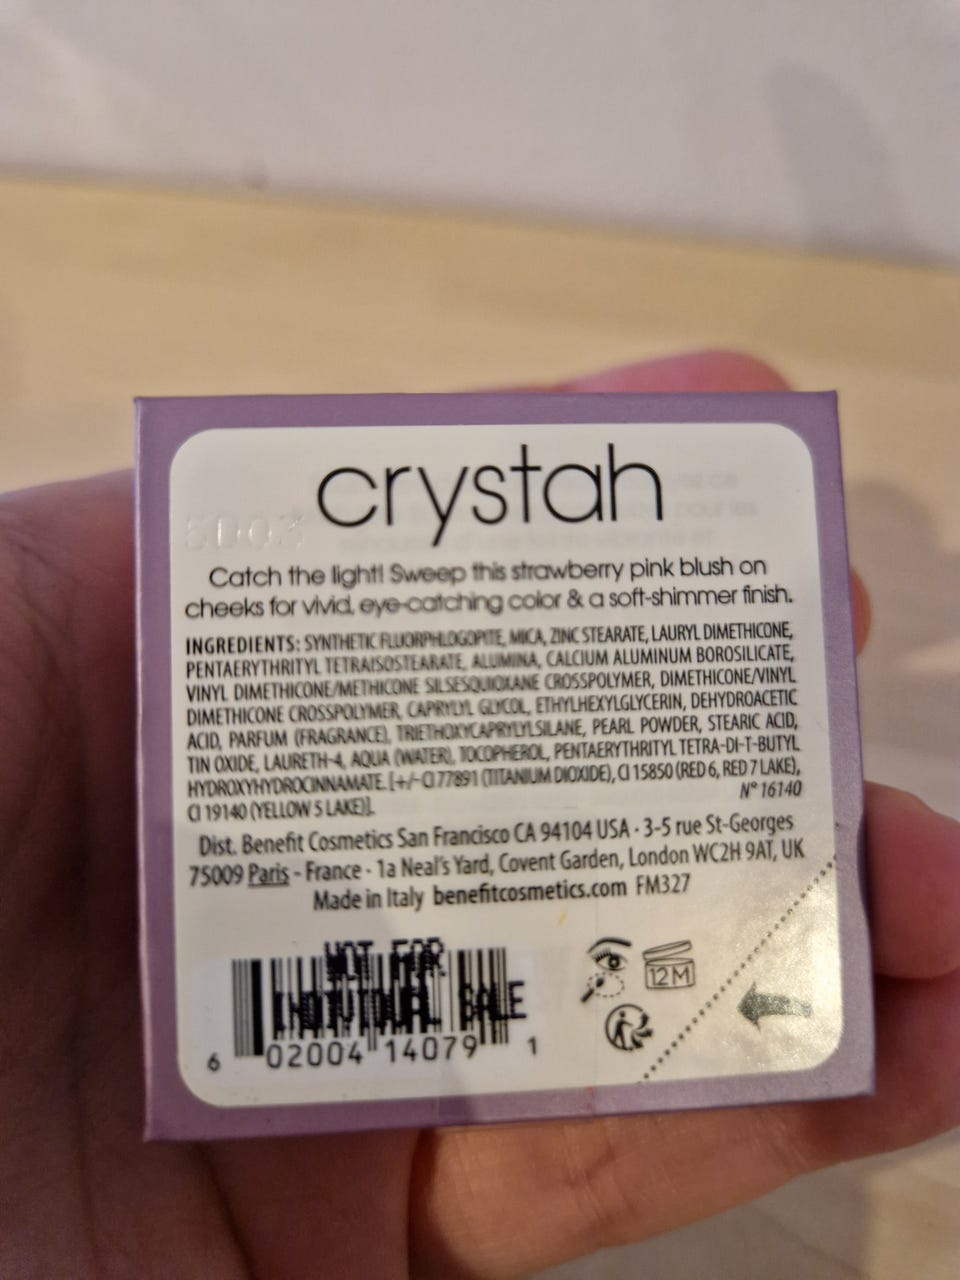 crystah
5D03
Catch the light! Sweep this strawberry pink blush on
cheeks for vivid, eye-catching color & a soft-shimmer finish.
INGREDIENTS: SYNTHETIC FLUORPHLOGOPITE, MICA, ZINC STEARATE, LAURYL DIMETHICONE,
PENTAERYTHRITYL TETRAISOSTEARATE, ALUMINA, CALCIUM ALUMINUM BOROSILICATE,
VINYL DIMETHICONE/METHICONE SILSESQUIOXANE CROSSPOLYMER, DIMETHICONE/VINYL
DIMETHICONE CROSSPOLYMER, CAPRYLYL GLYCOL, ETHYLHEXYLGLYCERIN, DEHYDROACETIC
ACID, PARFUM (FRAGRANCE), TRIETHOXYCAPRYLYLSILANE, PEARL POWDER, STEARIC ACID,
TIN OXIDE, LAURETH-4, AQUA (WATER), TOCOPHEROL, PENTAERYTHRITYL TETRA-DI-T-BUTYL
HYDROXYHYDROCINNAMATE. [+/- CI 77891 (TITANIUM DIOXIDE), CI 15850 (RED 6, RED 7 LAKE),
CI 19140 (YELLOW 5 LAKE)].
N° 16140
Dist. Benefit Cosmetics San Francisco CA 94104 USA · 3-5 rue St-Georges
75009 Paris - France · 1a Neal's Yard, Covent Garden, London WC2H 9AT, UK
Made in Italy benefitcosmetics.com FM327
NOT FOR
INDIVIDUAL SALE
6 02004 14079 1
12 M